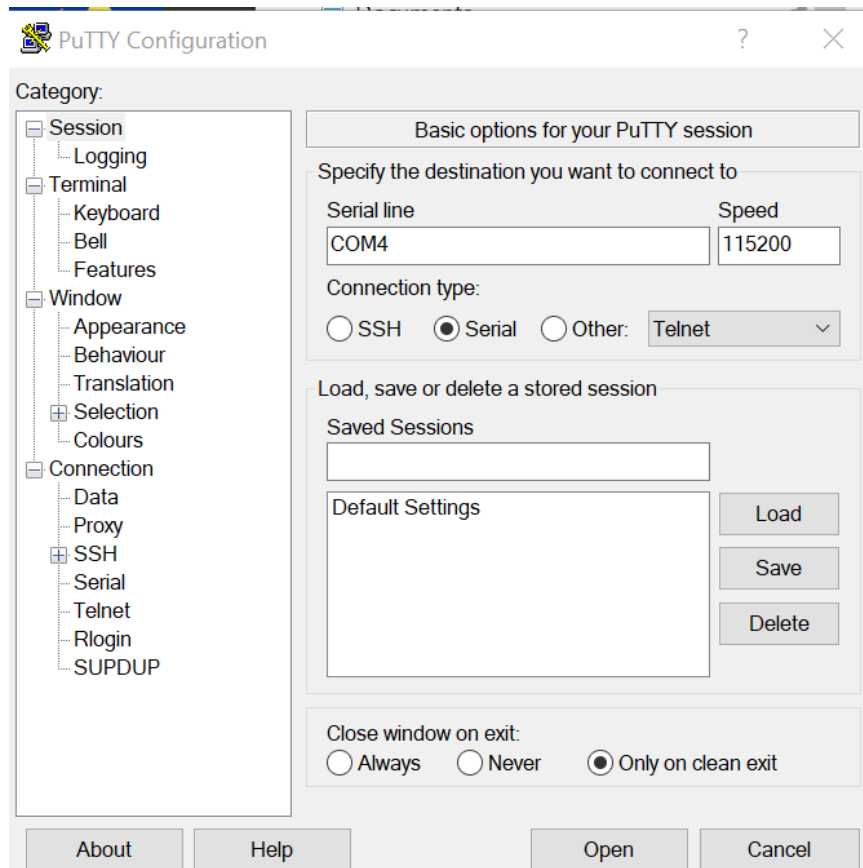 Documents
PuTTY Configuration ? ×
Category:
Session
Logging
Terminal
Keyboard
Bell
Features
Window
Appearance
Behaviour
Translation
Selection
Colours
Connection
Data
Proxy
SSH
Serial
Telnet
Rlogin
SUPDUP
Basic options for your PuTTY session
Specify the destination you want to connect to
Serial line Speed
COM4 115200
Connection type:
SSH Serial Other: Telnet
Load, save or delete a stored session
Saved Sessions
Default Settings
Load
Save
Delete
Close window on exit:
Always Never Only on clean exit
About Help Open Cancel